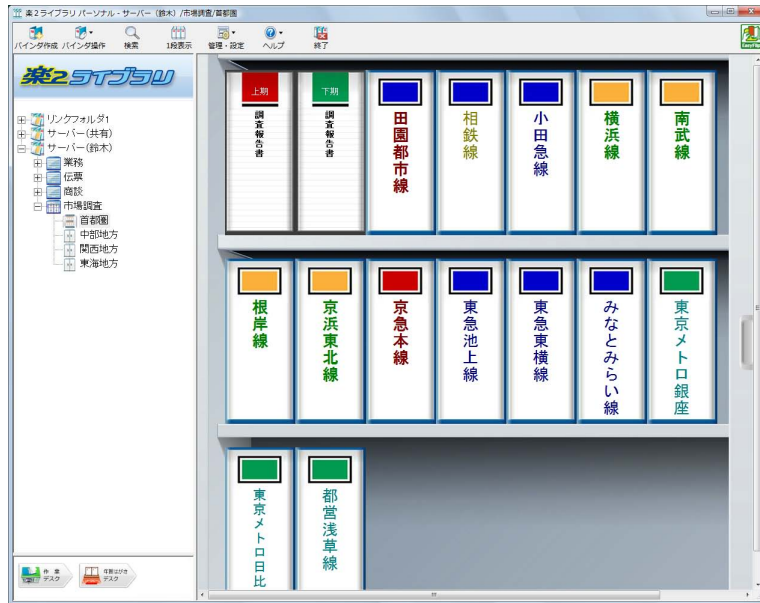 楽2ライブラリ パーソナル - サーバー（鈴木）/市場調査/首都圏
バインダ作成 バインダ操作 検索 1段表示 管理・設定 ヘルプ 終了
楽2ライブラリ
リンクフォルダ1
サーバー(共有)
サーバー(鈴木)
業務
伝票
商談
市場調査
首都圏
中部地方
関西地方
東海地方
上期
調査報告書
下期
調査報告書
田園都市線
相鉄線
小田急線
横浜線
南武線
根岸線
京浜東北線
京急本線
東急池上線
東急東横線
みなとみらい線
東京メトロ銀座
東京メトロ日比
都営浅草線
作業
デスク
年賀はがき
デスク